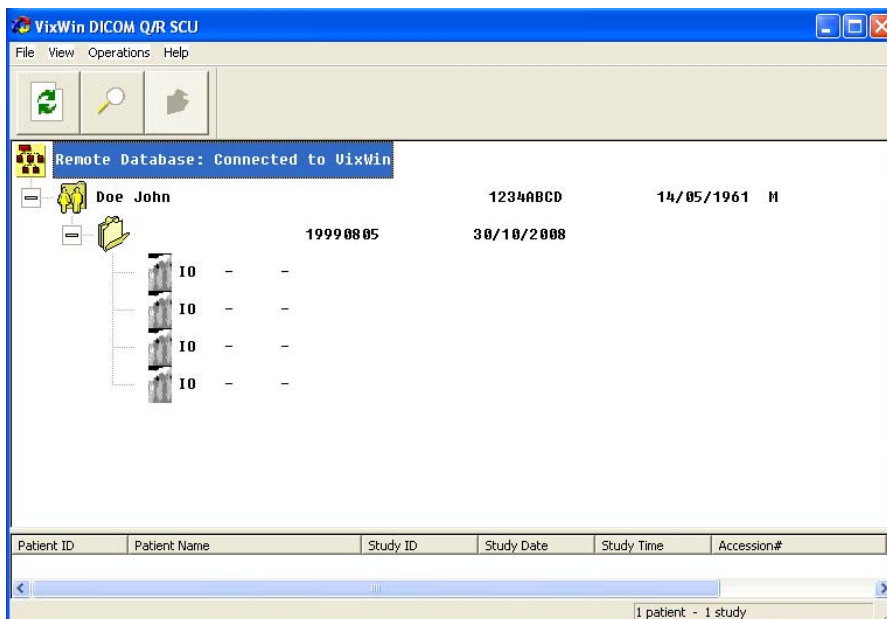 VixWin DICOM Q/R SCU
File View Operations Help
Remote Database: Connected to VixWin
Doe John 1234ABCD 14/05/1961 M
19990805 30/10/2008
IO - -
IO - -
IO - -
IO - -
Patient ID Patient Name Study ID Study Date Study Time Accession#
1 patient - 1 study